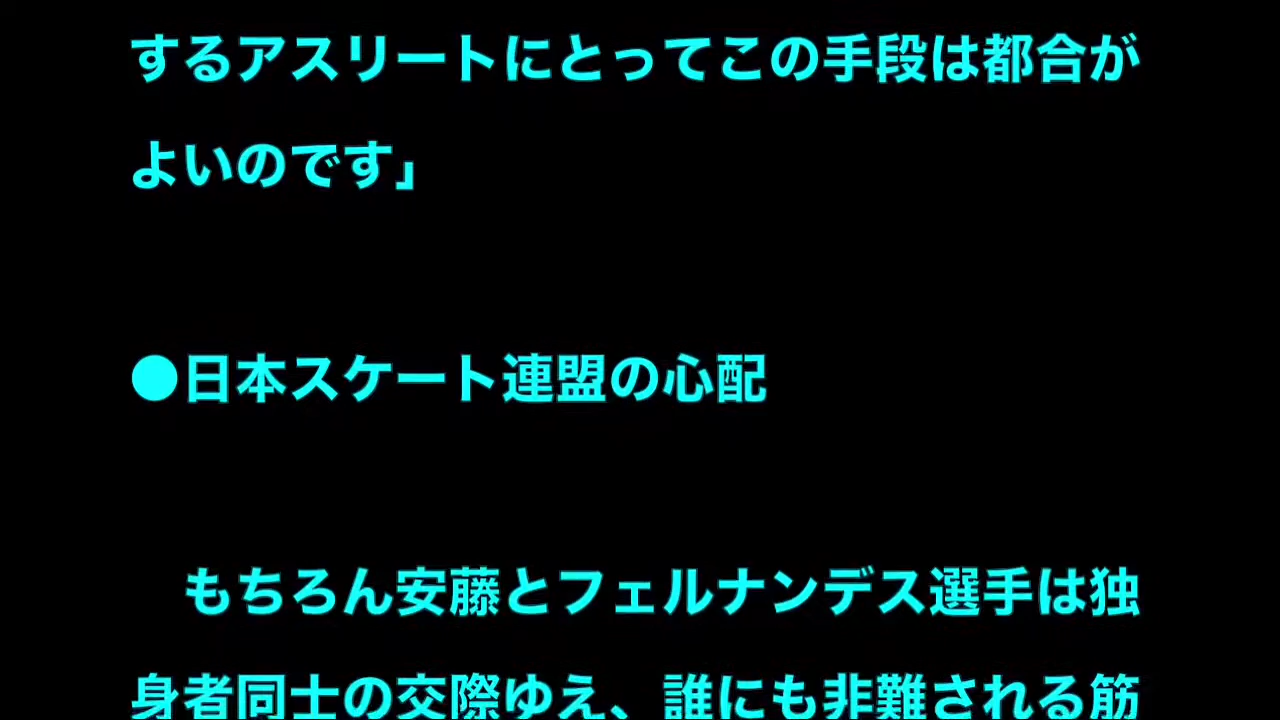 するアスリートにとってこの手段は都合が
よいのです」
●日本スケート連盟の心配
もちろん安藤とフェルナンデス選手は独
身者同士の交際ゆえ、誰にも非難される筋